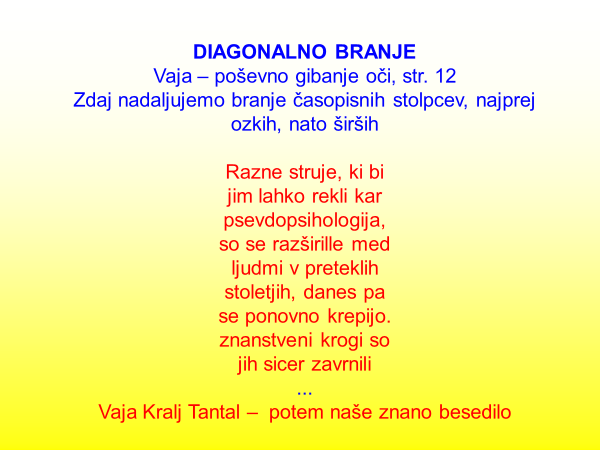 DIAGONALNO BRANJE
Vaja – poševno gibanje oči, str. 12
Zdaj nadaljujemo branje časopisnih stolpcev, najprej
ozkih, nato širših
Razne struje, ki bi
jim lahko rekli kar
psevdopsihologija,
so se razširille med
ljudmi v preteklih
stoletjih, danes pa
se ponovno krepijo.
znanstveni krogi so
jih sicer zavrnili
...
Vaja Kralj Tantal – potem naše znano besedilo